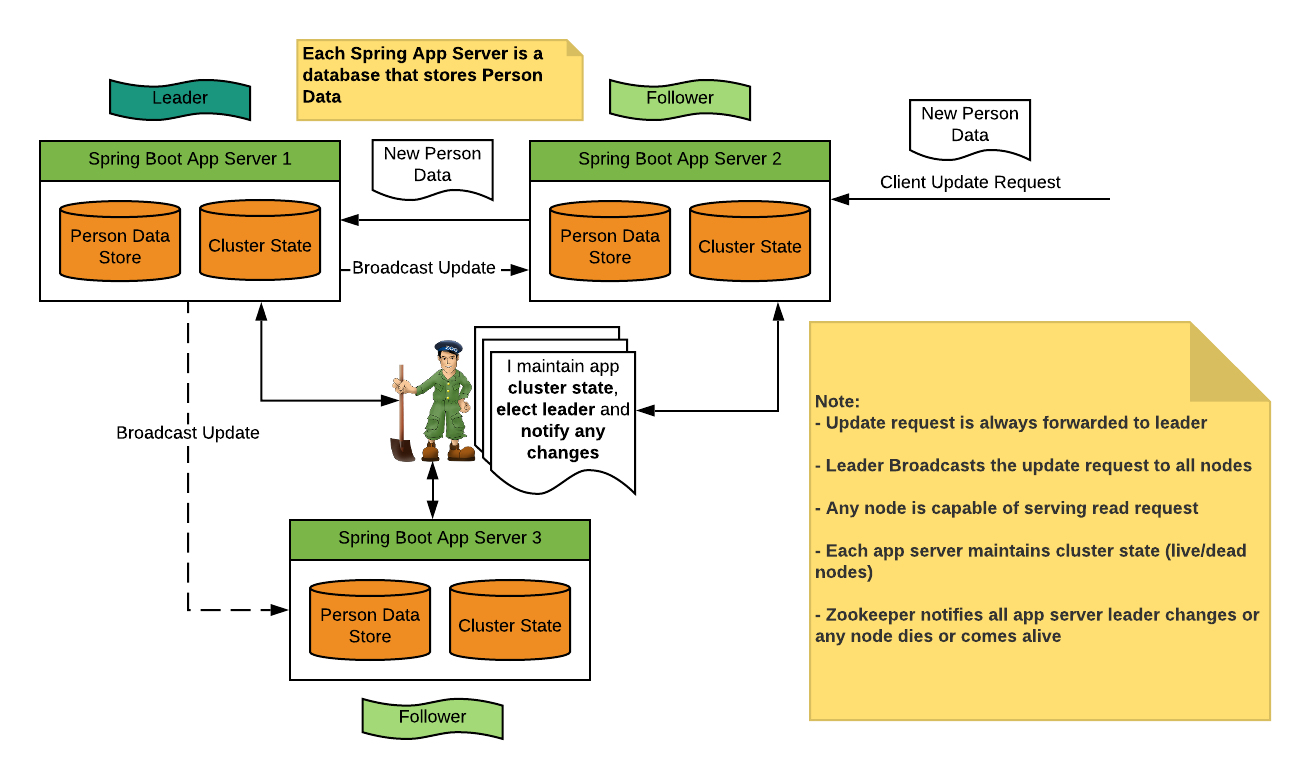 Each Spring App Server is a
database that stores Person
Data
Leader
Follower
New Person
Data
Client Update Request
Spring Boot App Server 1
Person Data
Store
Cluster State
New Person
Data
Broadcast Update
Spring Boot App Server 2
Person Data
Store
Cluster State
ZOO
I maintain app
cluster state,
elect leader and
notify any
changes
Broadcast Update
Spring Boot App Server 3
Person Data
Store
Cluster State
Follower
Note:
- Update request is always forwarded to leader
- Leader Broadcasts the update request to all nodes
- Any node is capable of serving read request
- Each app server maintains cluster state (live/dead
nodes)
- Zookeeper notifies all app server leader changes or
any node dies or comes alive